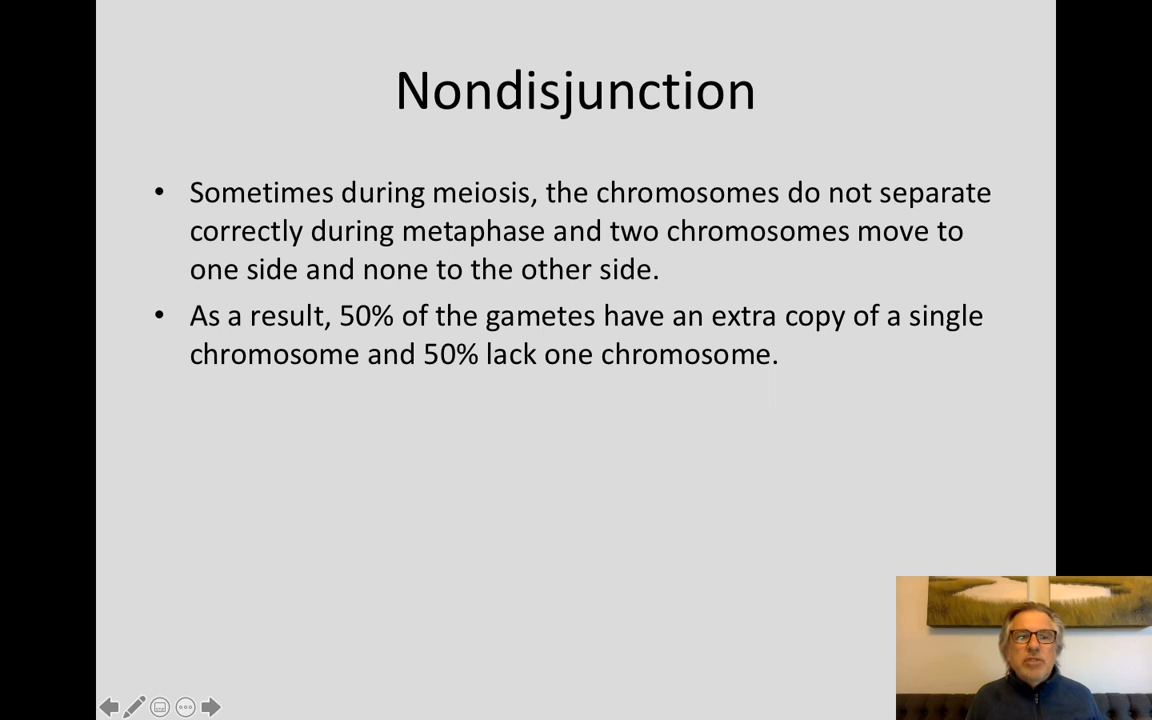 Nondisjunction
• Sometimes during meiosis, the chromosomes do not separate
correctly during metaphase and two chromosomes move to
one side and none to the other side.
• As a result, 50% of the gametes have an extra copy of a single
chromosome and 50% lack one chromosome.